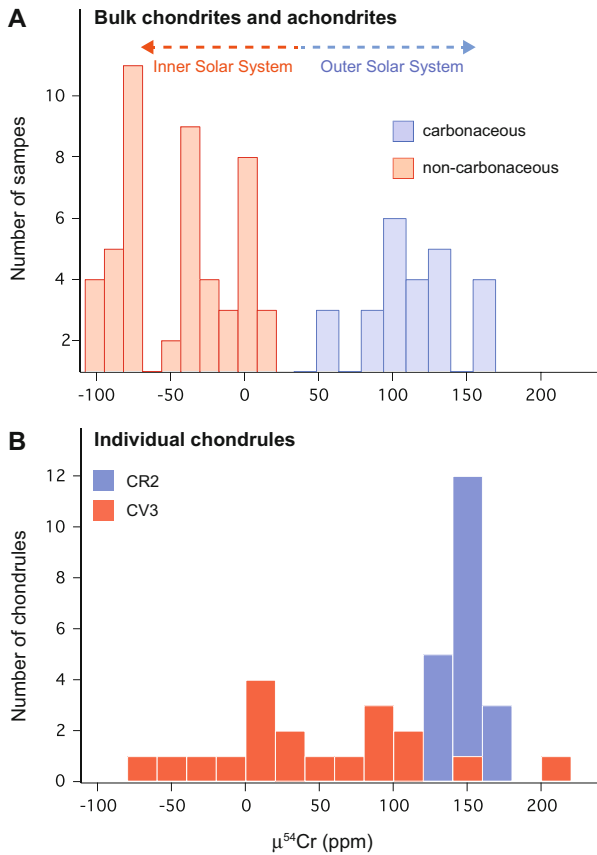 A Bulk chondrites and achondrites
Inner Solar System Outer Solar System
carbonaceous
non-carbonaceous
Number of sampes
10
8
6
4
2
-100 -50 0 50 100 150 200
B Individual chondrules
CR2
CV3
Number of chondrules
12
10
8
6
4
2
0
-100 -50 0 50 100 150 200
μ⁵⁴Cr (ppm)